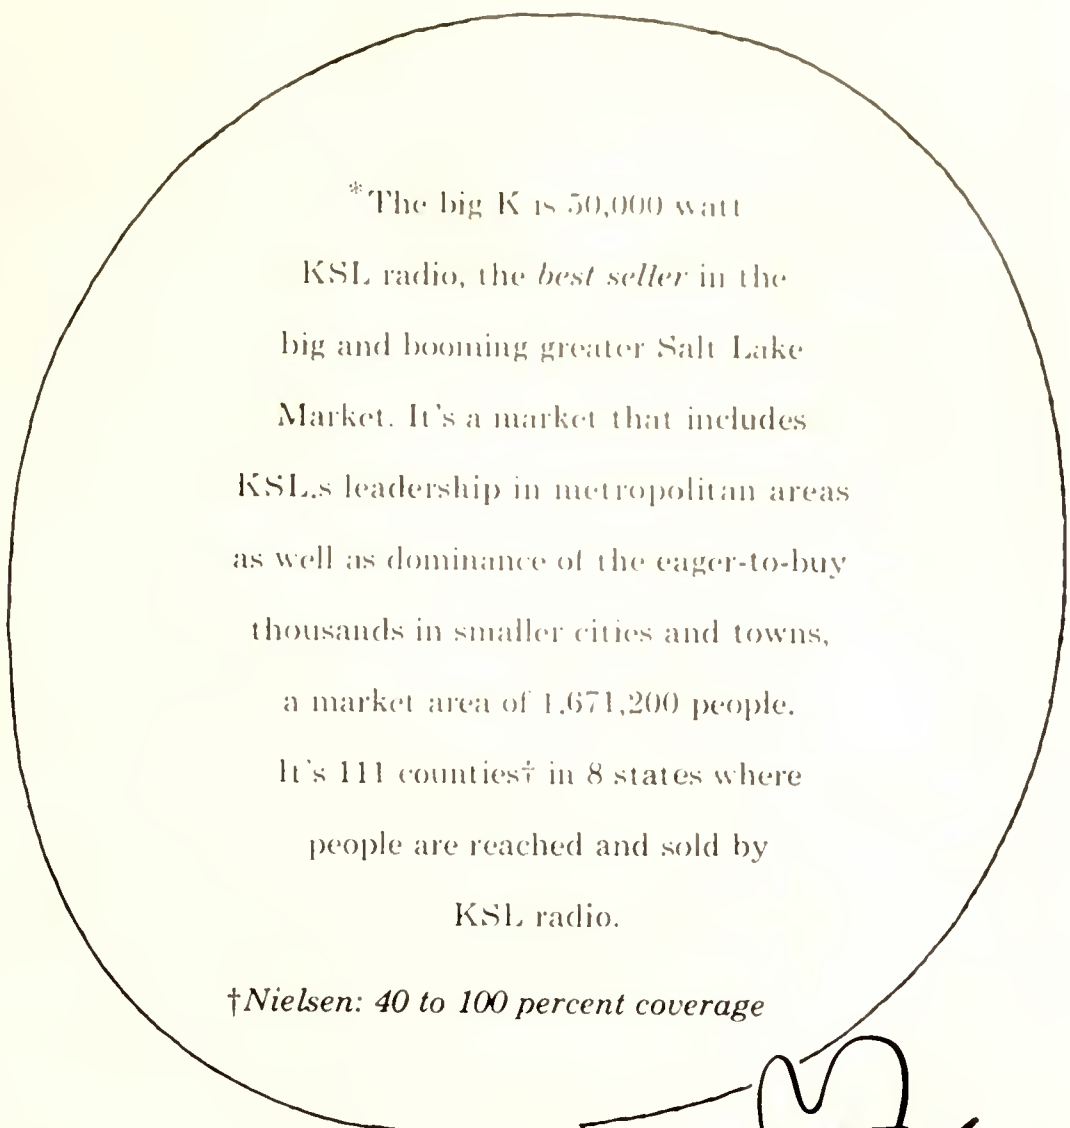 *The big K is 50,000 watt
KSL radio, the best seller in the
big and booming greater Salt Lake
Market. It's a market that includes
KSL.s leadership in metropolitan areas
as well as dominance of the eager-to-buy
thousands in smaller cities and towns,
a market area of 1,671,200 people.
It's 111 counties† in 8 states where
people are reached and sold by
KSL radio.
†Nielsen: 40 to 100 percent coverage